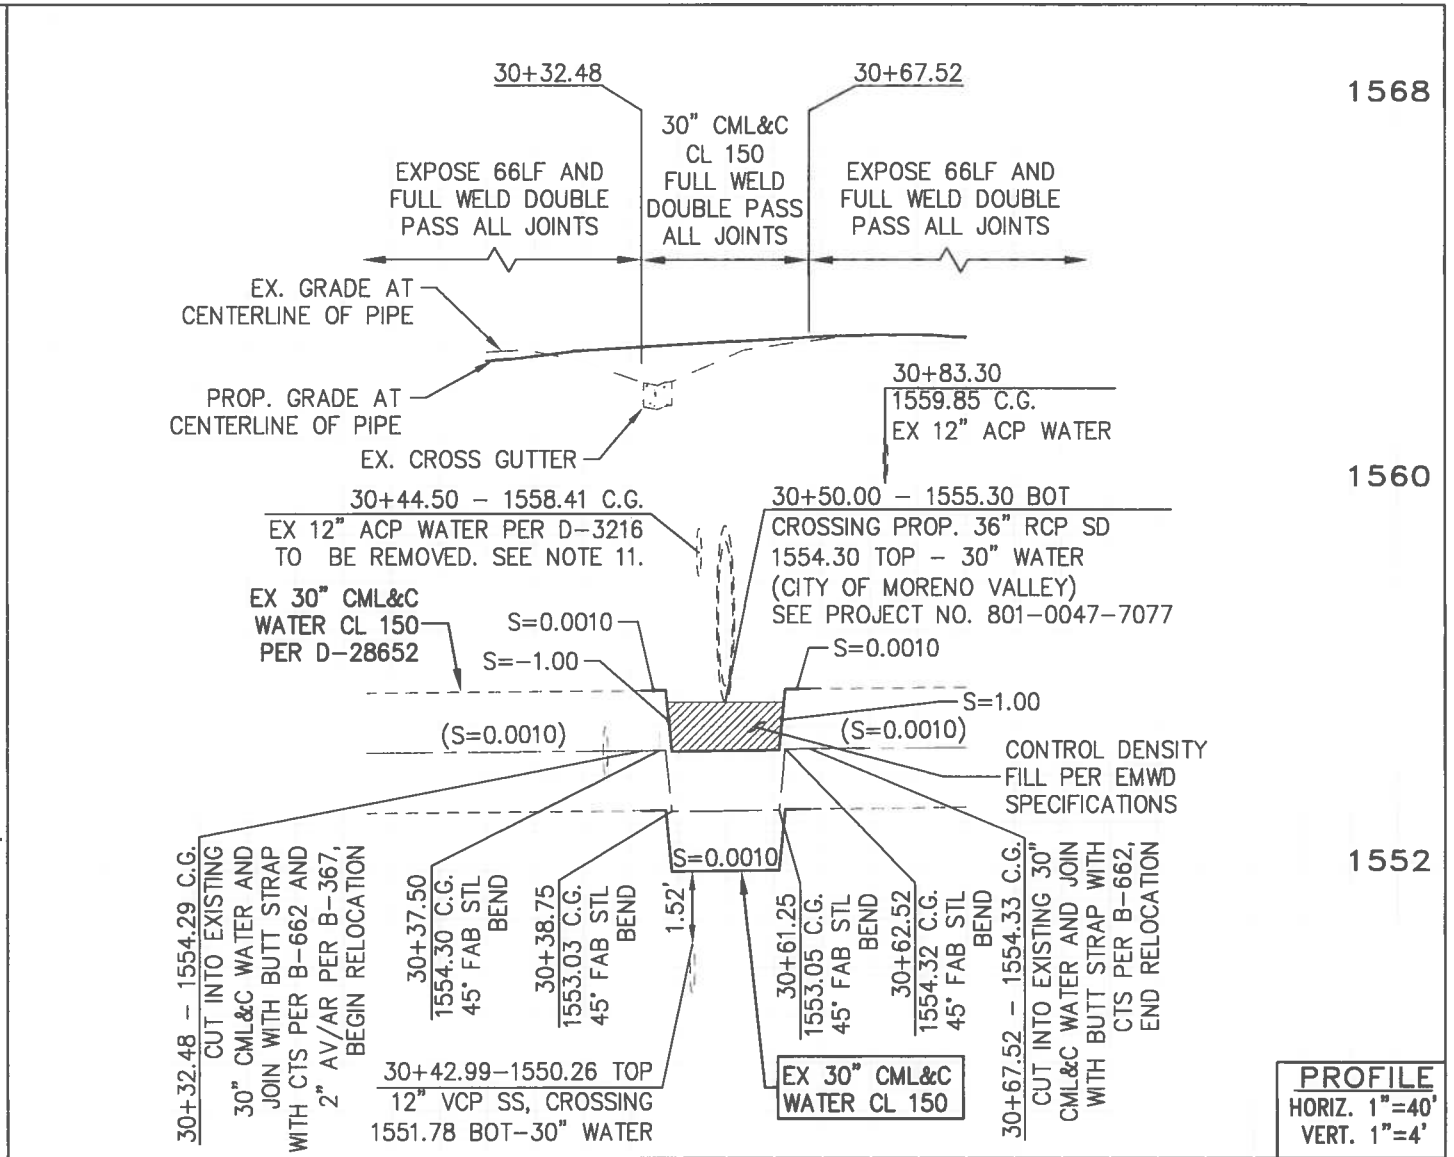 30+32.48
30+67.52
1568
30" CML&C
CL 150
FULL WELD
DOUBLE PASS
ALL JOINTS
EXPOSE 66LF AND
FULL WELD DOUBLE
PASS ALL JOINTS
EXPOSE 66LF AND
FULL WELD DOUBLE
PASS ALL JOINTS
EX. GRADE AT
CENTERLINE OF PIPE
PROP. GRADE AT
CENTERLINE OF PIPE
EX. CROSS GUTTER
30+83.30
1559.85 C.G.
EX 12" ACP WATER
1560
30+44.50 - 1558.41 C.G.
EX 12" ACP WATER PER D-3216
TO BE REMOVED. SEE NOTE 11.
30+50.00 - 1555.30 BOT
CROSSING PROP. 36" RCP SD
1554.30 TOP - 30" WATER
(CITY OF MORENO VALLEY)
SEE PROJECT NO. 801-0047-7077
EX 30" CML&C
WATER CL 150
PER D-28652
S=0.0010
S=-1.00
S=0.0010
S=1.00
(S=0.0010)
(S=0.0010)
CONTROL DENSITY
FILL PER EMWD
SPECIFICATIONS
1552
S=0.0010
1.52'
30+32.48 - 1554.29 C.G.
CUT INTO EXISTING
30" CML&C WATER AND
JOIN WITH BUTT STRAP
WITH CTS PER B-662 AND
2" AV/AR PER B-367,
BEGIN RELOCATION
30+37.50
1554.30 C.G.
45° FAB STL
BEND
30+38.75
1553.03 C.G.
45° FAB STL
BEND
30+61.25
1553.05 C.G.
45° FAB STL
BEND
30+62.52
1554.32 C.G.
45° FAB STL
BEND
30+67.52 - 1554.33 C.G.
CUT INTO EXISTING 30"
CML&C WATER AND JOIN
WITH BUTT STRAP WITH
CTS PER B-662,
END RELOCATION
30+42.99-1550.26 TOP
12" VCP SS, CROSSING
1551.78 BOT-30" WATER
EX 30" CML&C
WATER CL 150
PROFILE
HORIZ. 1"=40'
VERT. 1"=4'